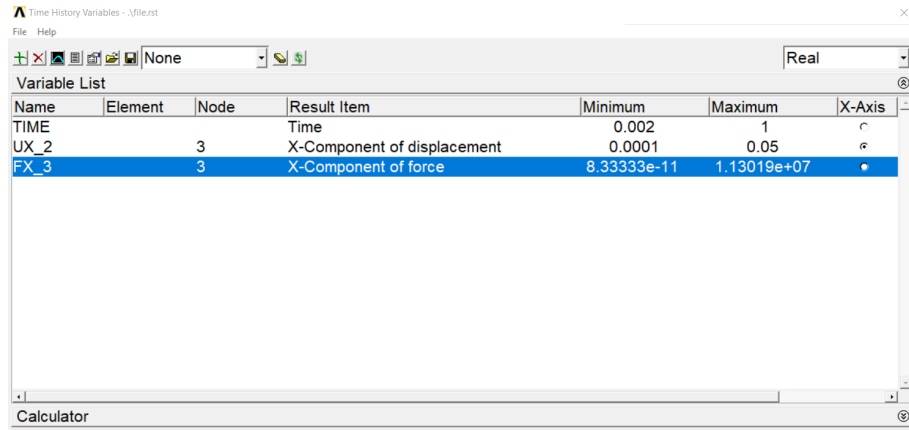 Time History Variables - .\file.rst
File Help
None Real
Variable List
Name Element Node Result Item Minimum Maximum X-Axis
TIME Time 0.002 1
UX_2 3 X-Component of displacement 0.0001 0.05
FX_3 3 X-Component of force 8.33333e-11 1.13019e+07
Calculator